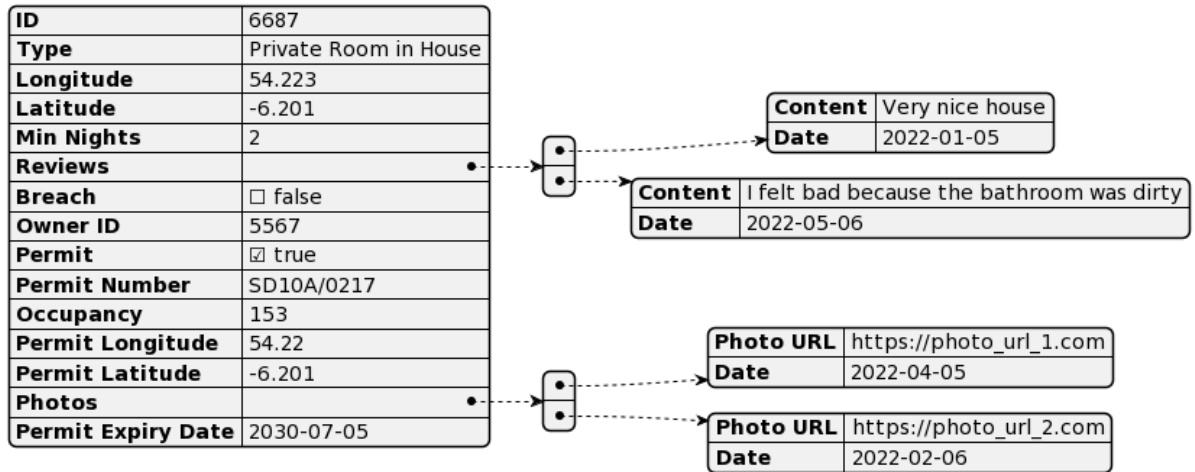 ID 6687
Type Private Room in House
Longitude 54.223
Latitude -6.201
Min Nights 2
Reviews
Breach ☐ false
Owner ID 5567
Permit ☑ true
Permit Number SD10A/0217
Occupancy 153
Permit Longitude 54.22
Permit Latitude -6.201
Photos
Permit Expiry Date 2030-07-05
Content Very nice house
Date 2022-01-05
Content I felt bad because the bathroom was dirty
Date 2022-05-06
Photo URL https://photo_url_1.com
Date 2022-04-05
Photo URL https://photo_url_2.com
Date 2022-02-06